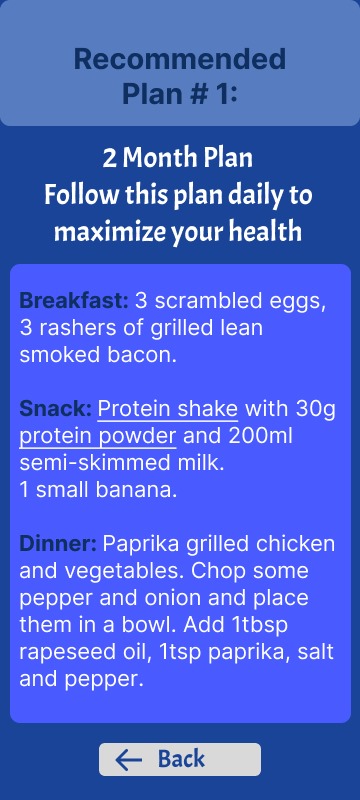 Recommended
Plan # 1:
2 Month Plan
Follow this plan daily to
maximize your health
Breakfast: 3 scrambled eggs,
3 rashers of grilled lean
smoked bacon.
Snack: Protein shake with 30g
protein powder and 200ml
semi-skimmed milk.
1 small banana.
Dinner: Paprika grilled chicken
and vegetables. Chop some
pepper and onion and place
them in a bowl. Add 1tbsp
rapeseed oil, 1tsp paprika, salt
and pepper.
Back